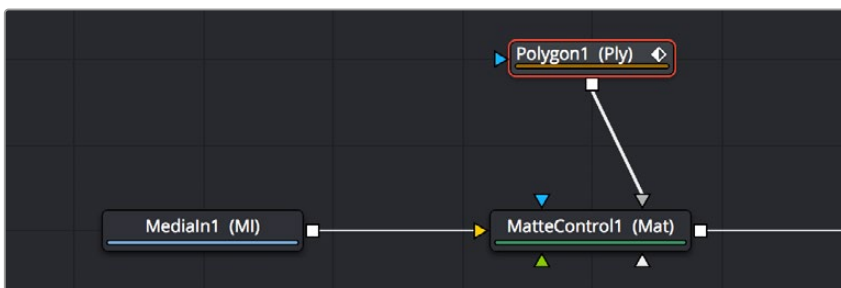 Polygon1 (Ply)
MediaIn1 (MI)
MatteControl1 (Mat)